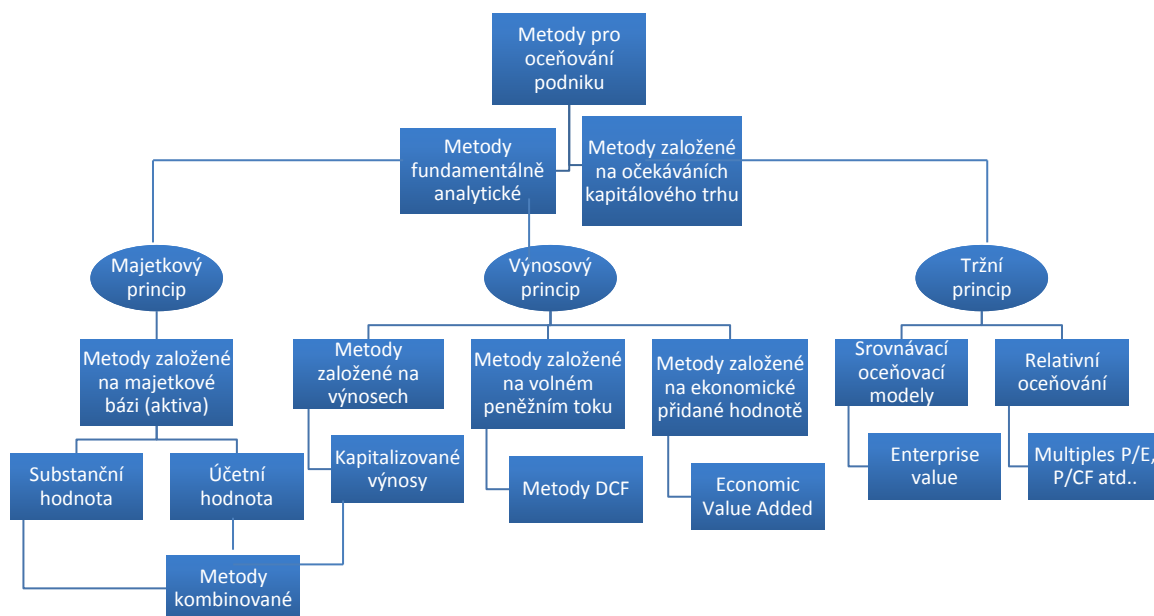 Metody pro
oceňování
podniku
Metody
fundamentálně
analytické
Metody založené
na očekáváních
kapitálového trhu
Majetkový
princip
Výnosový
princip
Tržní
princip
Metody založené
na majetkové
bázi (aktiva)
Metody
založené na
výnosech
Metody založené
na volném
peněžním toku
Metody založené
na ekonomické
přidané hodnotě
Srovnávací
oceňovací
modely
Relativní
oceňování
Substanční
hodnota
Účetní
hodnota
Kapitalizované
výnosy
Metody DCF
Economic
Value Added
Enterprise
value
Multiples P/E,
P/CF atd..
Metody
kombinované